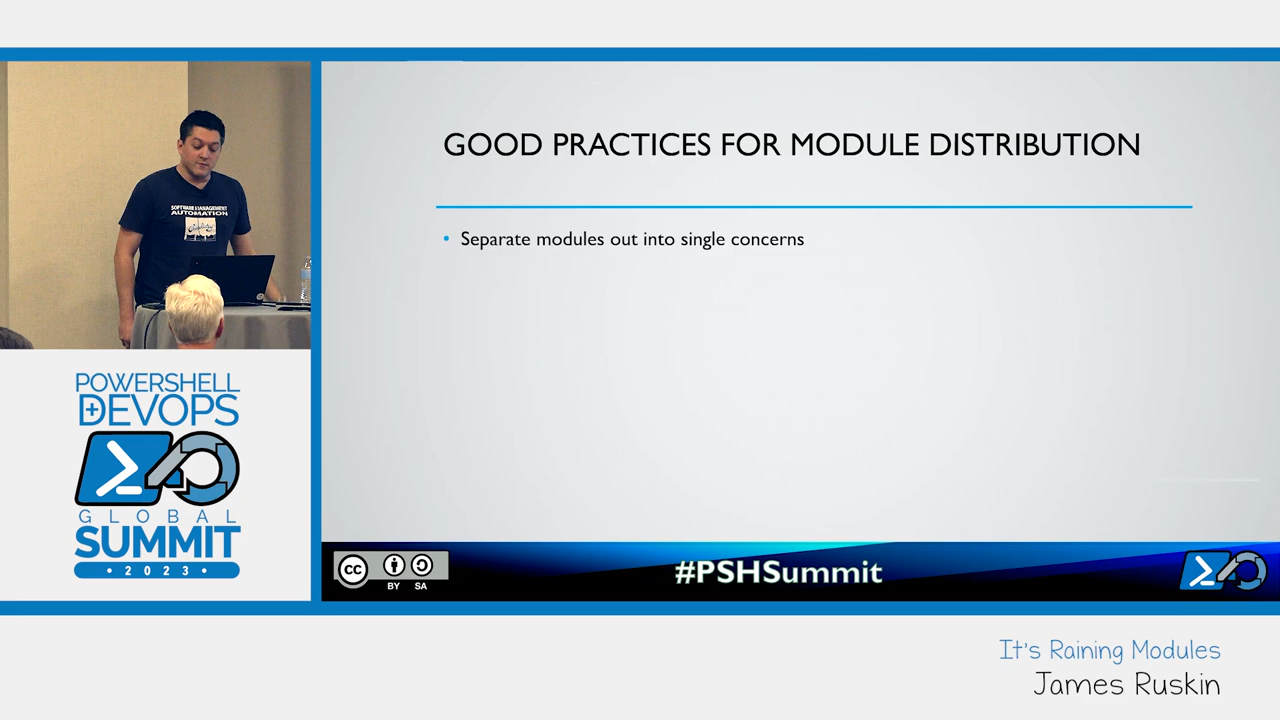 SOFTWARE MANAGEMENT
AUTOMATION
POWERSHELL
DEVOPS
GLOBAL
SUMMIT
• 2023 •
GOOD PRACTICES FOR MODULE DISTRIBUTION
• Separate modules out into single concerns
cc
BY SA
#PSHSummit
It's Raining Modules
James Ruskin